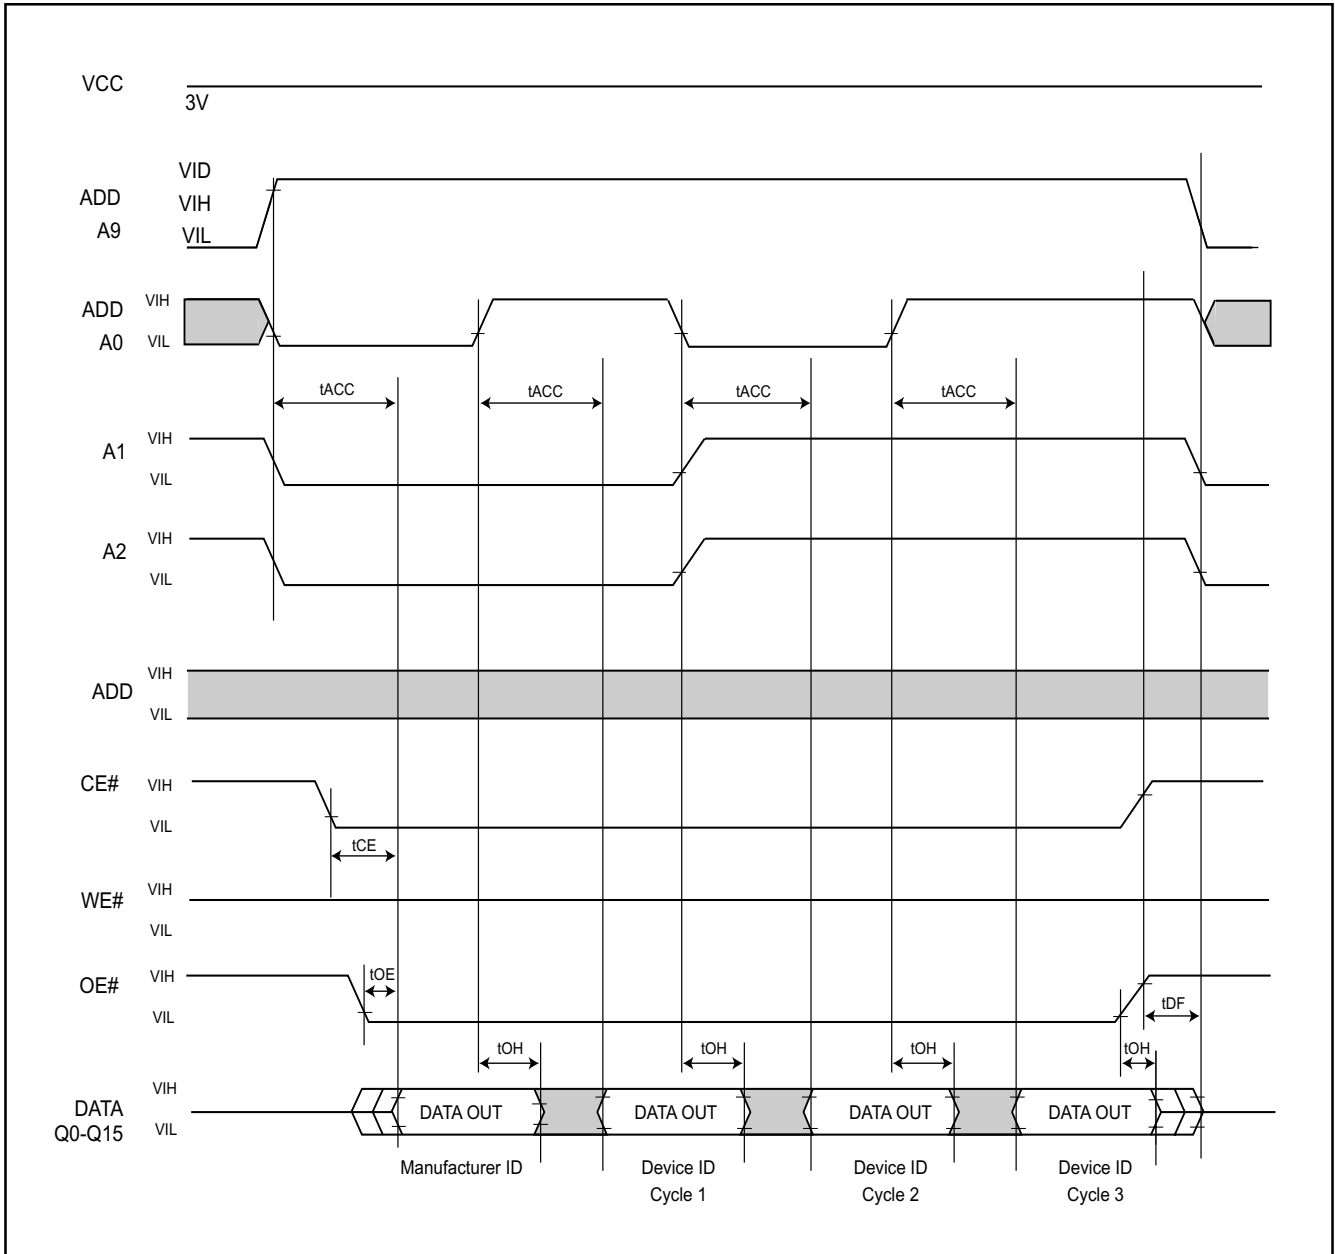 VCC
3V
VID
ADD
VIH
A9
VIL
ADD
VIH
A0
VIL
tACC
tACC
tACC
tACC
A1
VIH
VIL
A2
VIH
VIL
ADD
VIH
VIL
CE#
VIH
VIL
tCE
WE#
VIH
VIL
OE#
VIH
tOE
VIL
tDF
tOH
tOH
tOH
tOH
VIH
DATA
DATA OUT
DATA OUT
DATA OUT
DATA OUT
Q0-Q15
VIL
Manufacturer ID
Device ID
Cycle 1
Device ID
Cycle 2
Device ID
Cycle 3